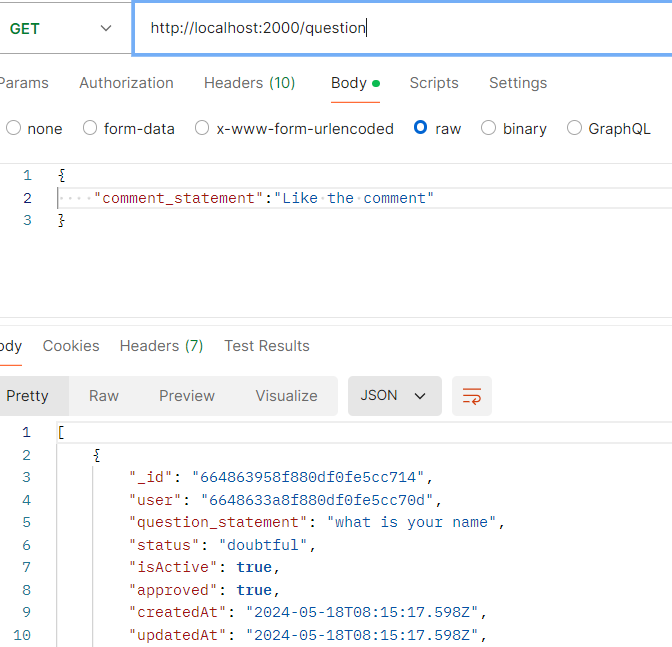 GET http://localhost:2000/question
Params Authorization Headers (10) Body Scripts Settings
none form-data x-www-form-urlencoded raw binary GraphQL
1 {
2 "comment_statement":"Like the comment"
3 }
ody Cookies Headers (7) Test Results
Pretty Raw Preview Visualize JSON
1 [
2 {
3 "_id": "664863958f880df0fe5cc714",
4 "user": "6648633a8f880df0fe5cc70d",
5 "question_statement": "what is your name",
6 "status": "doubtful",
7 "isActive": true,
8 "approved": true,
9 "createdAt": "2024-05-18T08:15:17.598Z",
10 "updatedAt": "2024-05-18T08:15:17.598Z",